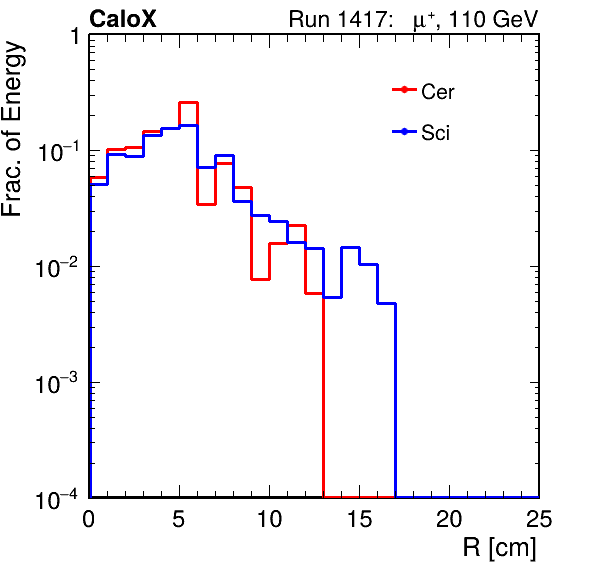 CaloX Run 1417: μ⁺, 110 GeV
Frac. of Energy
1
10⁻¹
10⁻²
10⁻³
10⁻⁴
Cer
Sci
0 5 10 15 20 25
R [cm]